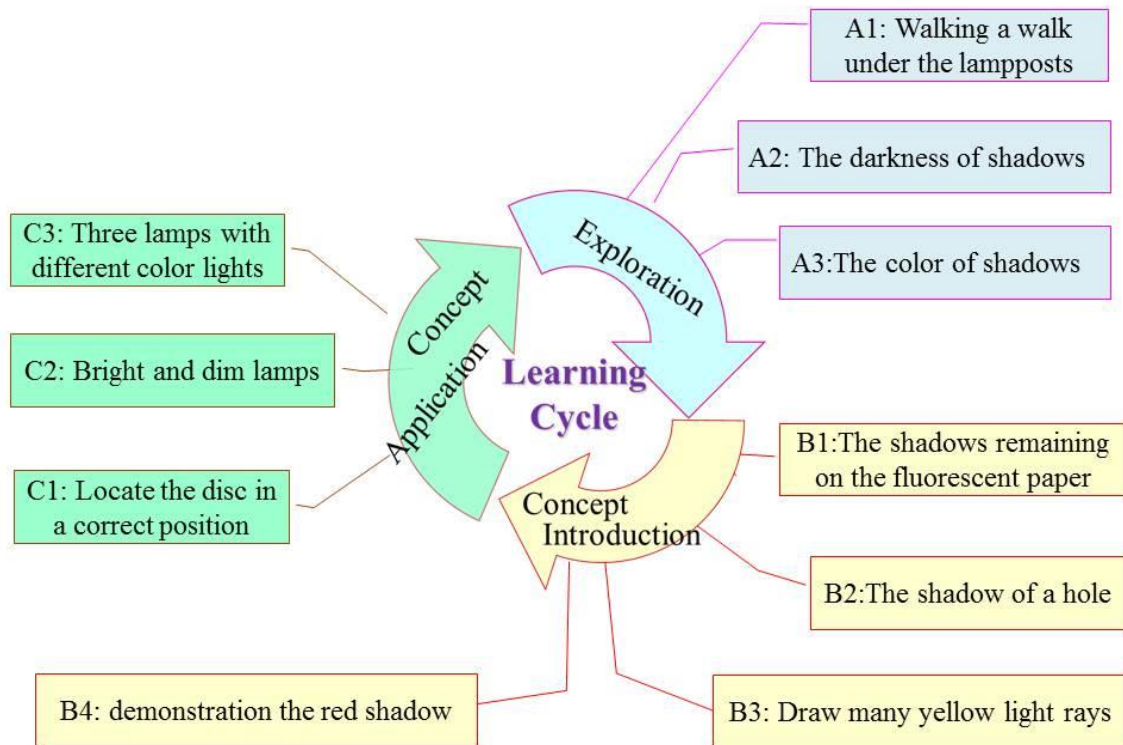 A1: Walking a walk
under the lampposts
A2: The darkness of shadows
A3:The color of shadows
Exploration
Learning
Cycle
B1:The shadows remaining
on the fluorescent paper
B2:The shadow of a hole
B3: Draw many yellow light rays
B4: demonstration the red shadow
Concept
Introduction
C1: Locate the disc in
a correct position
C2: Bright and dim lamps
C3: Three lamps with
different color lights
Concept
Application